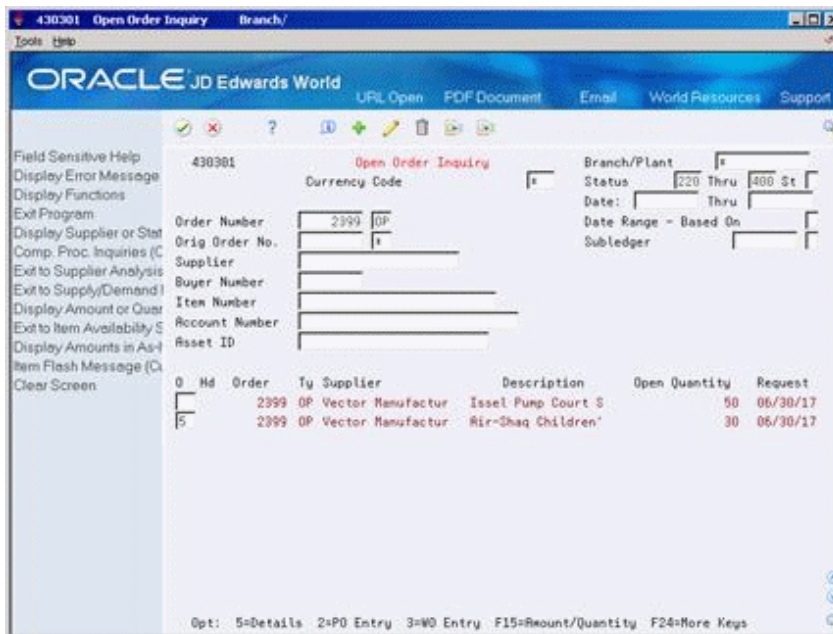 430301 Open Order Inquiry Branch/
Tools Help
ORACLE JD Edwards World
URL Open PDF Document Email World Resources Support
Field Sensitive Help
Display Error Message
Display Functions
Exit Program
Display Supplier or Stat
Comp. Proc. Inquiries (C
Exit to Supplier Analysis
Exit to Supply/Demand I
Display Amount or Quar
Exit to Item Availability S
Display Amounts in As-I
Item Flash Message (Cu
Clear Screen
430301 Open Order Inquiry Branch/Plant *
Currency Code * Status 220 Thru 400 St
Date: Thru
Order Number 2399 OP Date Range - Based On
Orig Order No. * Subledger
Supplier
Buyer Number
Item Number
Account Number
Asset ID
O Hd Order Ty Supplier Description Open Quantity Request
2399 OP Vector Manufactur Issel Pump Court S 50 06/30/17
5 2399 OP Vector Manufactur Air-Shaq Children' 30 06/30/17
Opt: 5=Details 2=PO Entry 3=WO Entry F15=Amount/Quantity F24=More Keys